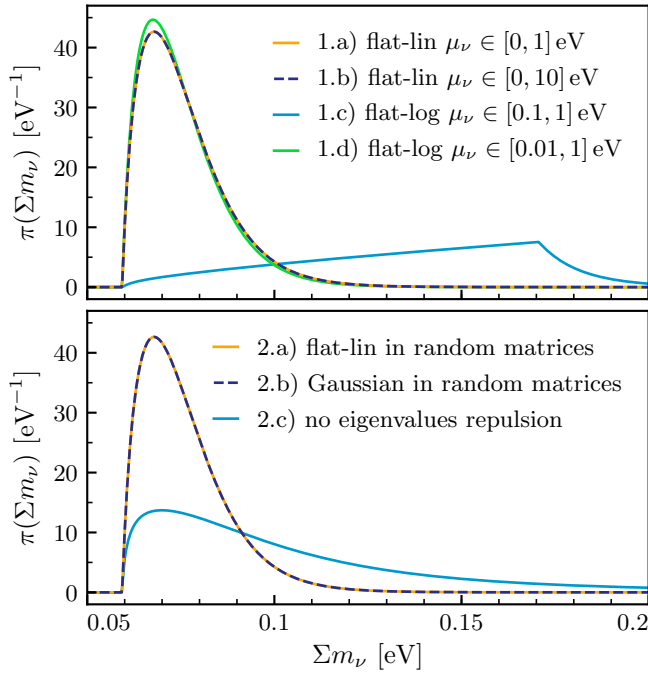 40
30
20
10
0
π(Σm_ν) [eV⁻¹]
1.a) flat-lin μ_ν ∈ [0, 1] eV
1.b) flat-lin μ_ν ∈ [0, 10] eV
1.c) flat-log μ_ν ∈ [0.1, 1] eV
1.d) flat-log μ_ν ∈ [0.01, 1] eV
40
30
20
10
0
π(Σm_ν) [eV⁻¹]
2.a) flat-lin in random matrices
2.b) Gaussian in random matrices
2.c) no eigenvalues repulsion
0.05 0.1 0.15 0.2
Σm_ν [eV]